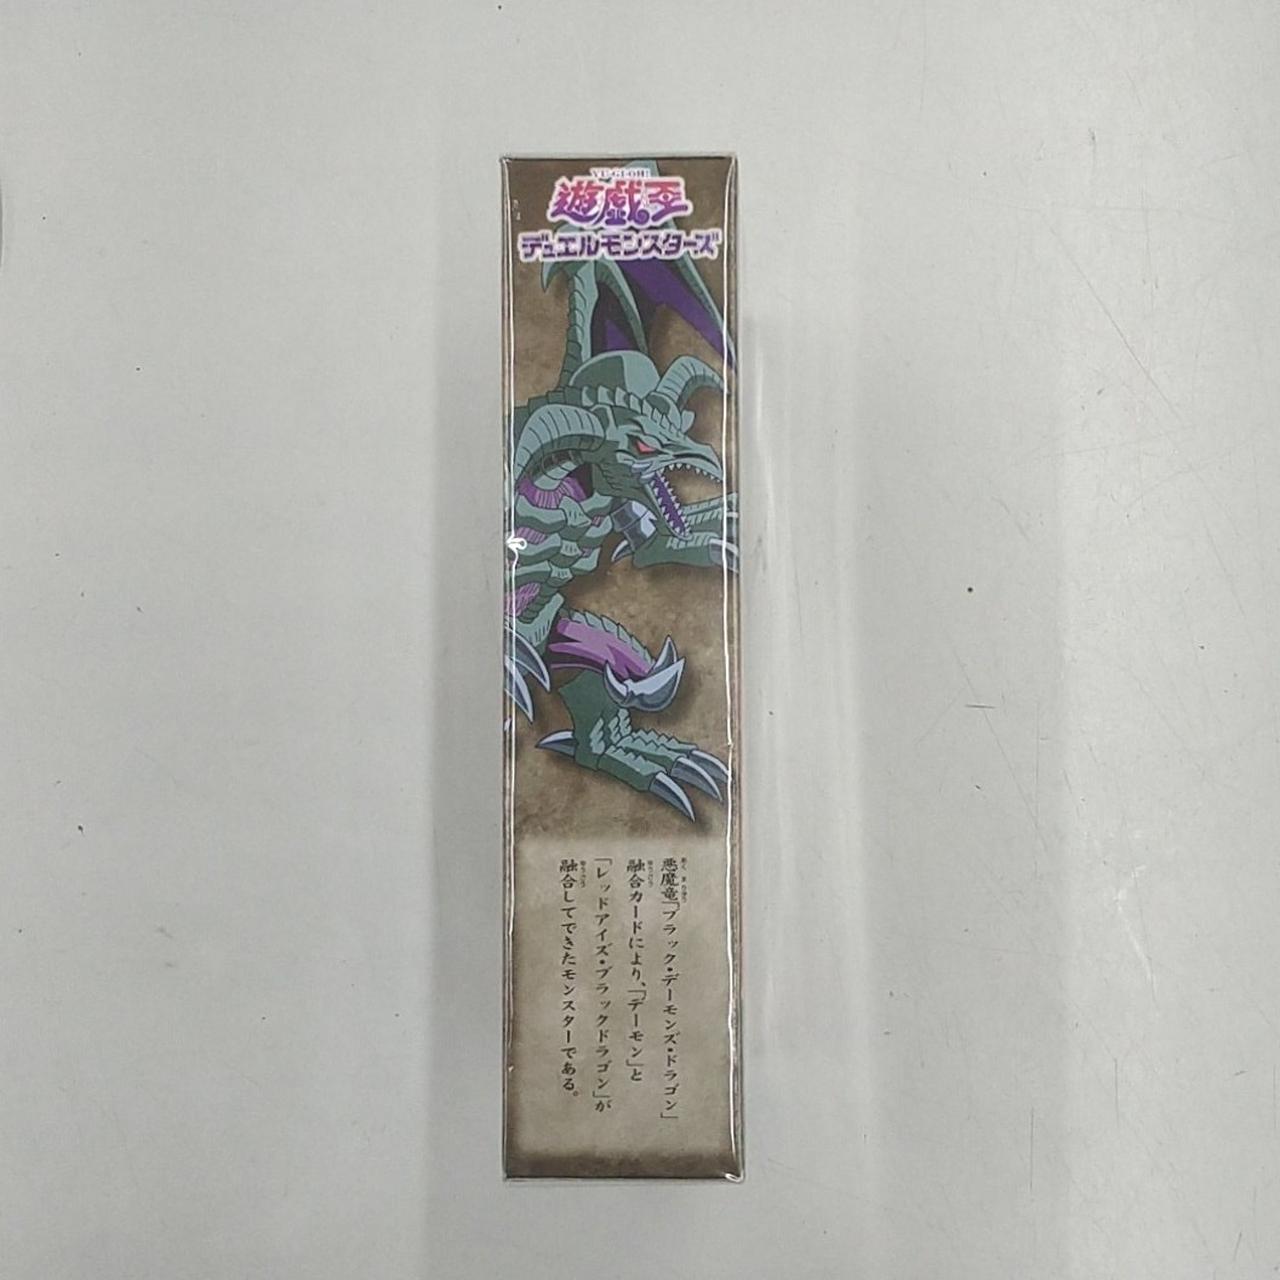 YU-GI-OH!
遊戯王
デュエルモンスターズ
悪魔竜「ブラック・デーモンズ・ドラゴン」
融合カードにより、「デーモン」と
「レッドアイズ・ブラックドラゴン」が
融合してできたモンスターである。